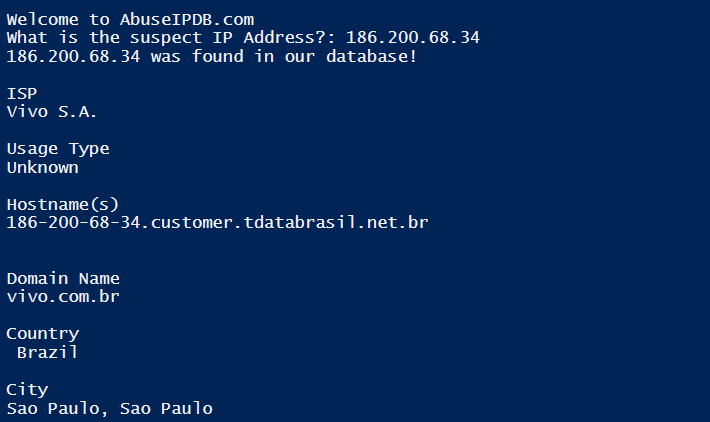 Welcome to AbuseIPDB.com
What is the suspect IP Address?: 186.200.68.34
186.200.68.34 was found in our database!
ISP
Vivo S.A.
Usage Type
Unknown
Hostname(s)
186-200-68-34.customer.tdatabrasil.net.br
Domain Name
vivo.com.br
Country
Brazil
City
Sao Paulo, Sao Paulo